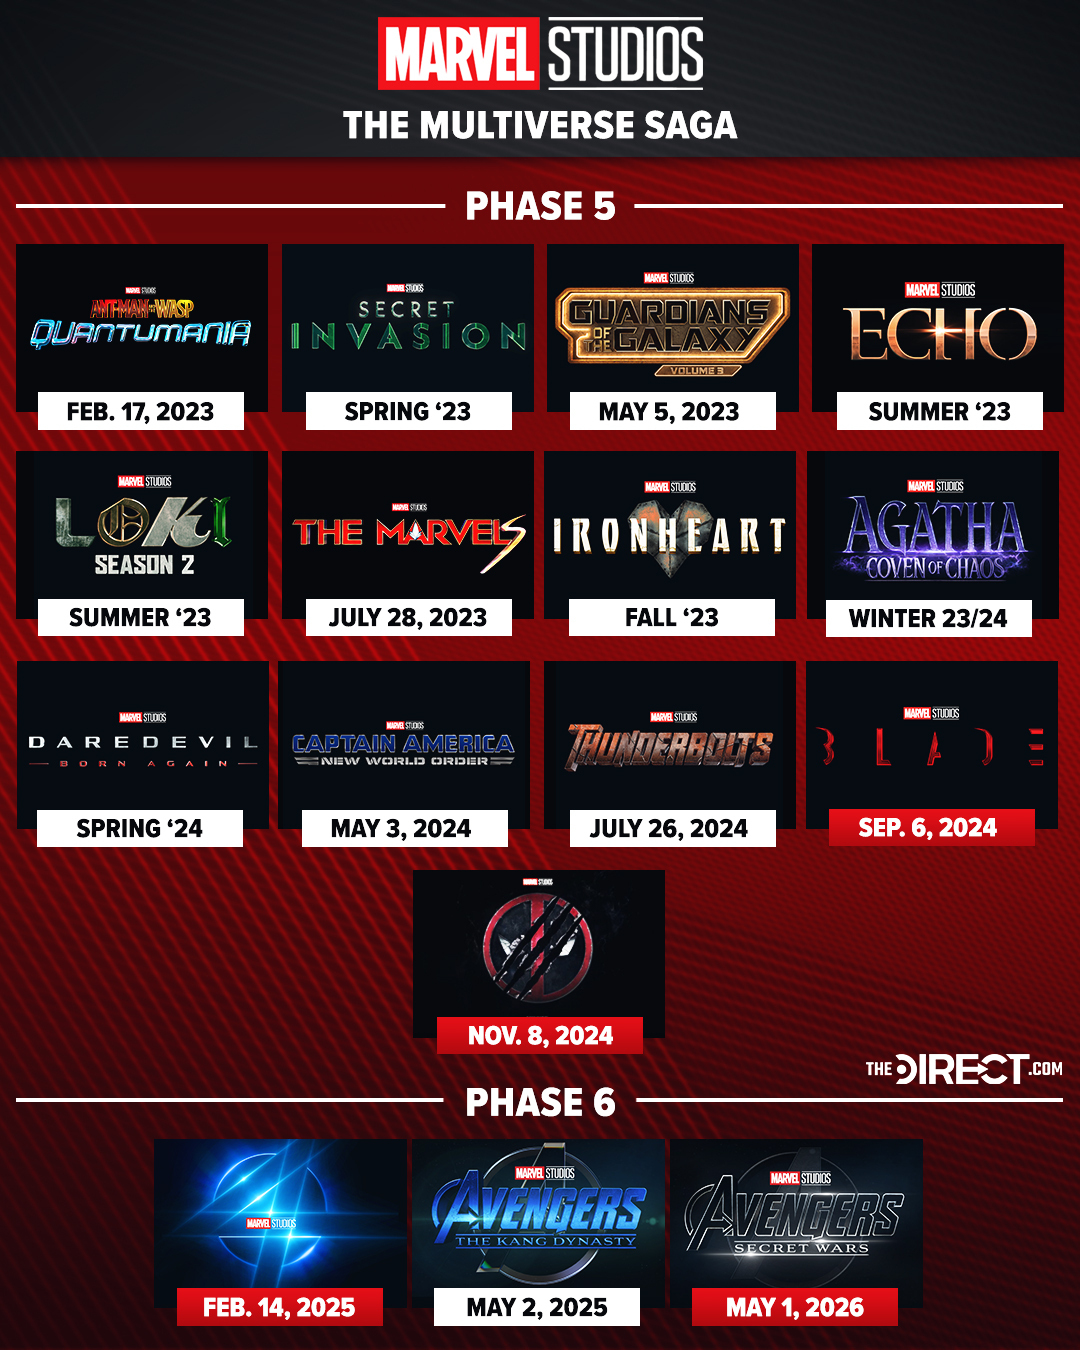 MARVEL STUDIOS
THE MULTIVERSE SAGA
PHASE 5
MARVEL STUDIOS
ANT-MAN AND THE WASP
QUANTUMANIA
FEB. 17, 2023
MARVEL STUDIOS
SECRET
INVASION
SPRING ‘23
MARVEL STUDIOS
GUARDIANS
OF THE GALAXY
VOLUME 3
MAY 5, 2023
MARVEL STUDIOS
ECHO
SUMMER ‘23
MARVEL STUDIOS
LOKI
SEASON 2
SUMMER ‘23
MARVEL STUDIOS
THE MARVELS
JULY 28, 2023
MARVEL STUDIOS
IRONHEART
FALL ‘23
MARVEL STUDIOS
AGATHA
COVEN OF CHAOS
WINTER 23/24
MARVEL STUDIOS
DAREDEVIL
BORN AGAIN
SPRING ‘24
MARVEL STUDIOS
CAPTAIN AMERICA
NEW WORLD ORDER
MAY 3, 2024
MARVEL STUDIOS
THUNDERBOLTS
JULY 26, 2024
MARVEL STUDIOS
BLADE
SEP. 6, 2024
MARVEL STUDIOS
NOV. 8, 2024
THE DIRECT.COM
PHASE 6
4
MARVEL STUDIOS
FEB. 14, 2025
MARVEL STUDIOS
AVENGERS
THE KANG DYNASTY
MAY 2, 2025
MARVEL STUDIOS
AVENGERS
SECRET WARS
MAY 1, 2026